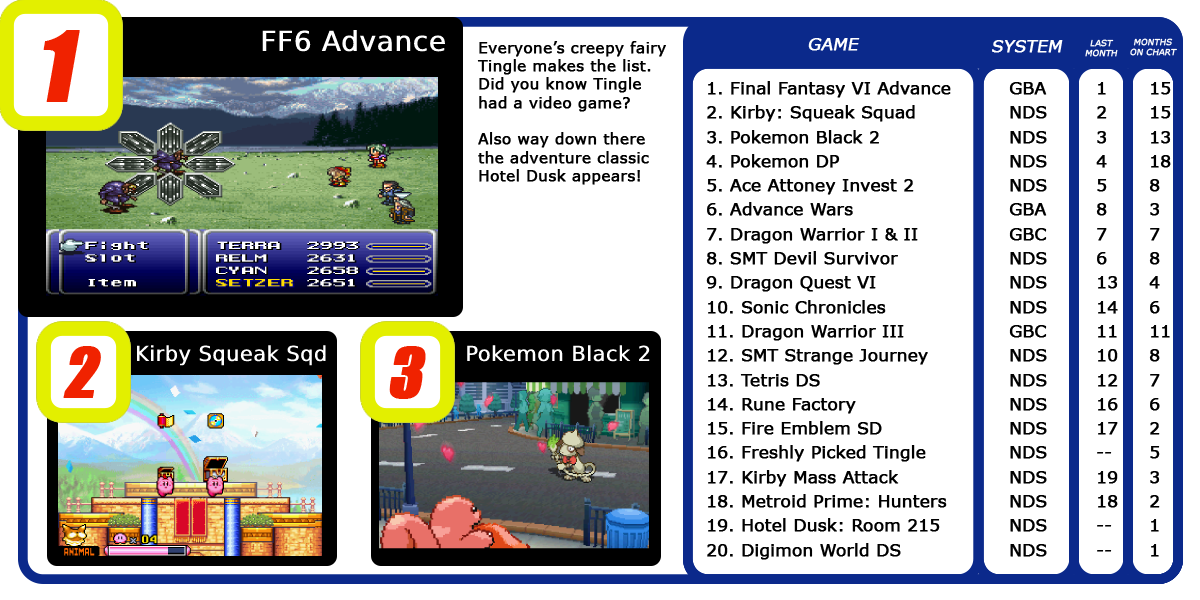 1
FF6 Advance
Fight
Slot
Item
TERRA 2993
RELM 2631
CYAN 2658
SETZER 2651
Everyone's creepy fairy
Tingle makes the list.
Did you know Tingle
had a video game?
Also way down there
the adventure classic
Hotel Dusk appears!
2
Kirby Squeak Sqd
ANIMAL
x 04
3
Pokemon Black 2
GAME SYSTEM LAST MONTH MONTHS ON CHART
1. Final Fantasy VI Advance GBA 1 15
2. Kirby: Squeak Squad NDS 2 15
3. Pokemon Black 2 NDS 3 13
4. Pokemon DP NDS 4 18
5. Ace Attoney Invest 2 NDS 5 8
6. Advance Wars GBA 8 3
7. Dragon Warrior I & II GBC 7 7
8. SMT Devil Survivor NDS 6 8
9. Dragon Quest VI NDS 13 4
10. Sonic Chronicles NDS 14 6
11. Dragon Warrior III GBC 11 11
12. SMT Strange Journey NDS 10 8
13. Tetris DS NDS 12 7
14. Rune Factory NDS 16 6
15. Fire Emblem SD NDS 17 2
16. Freshly Picked Tingle NDS -- 5
17. Kirby Mass Attack NDS 19 3
18. Metroid Prime: Hunters NDS 18 2
19. Hotel Dusk: Room 215 NDS -- 1
20. Digimon World DS NDS -- 1